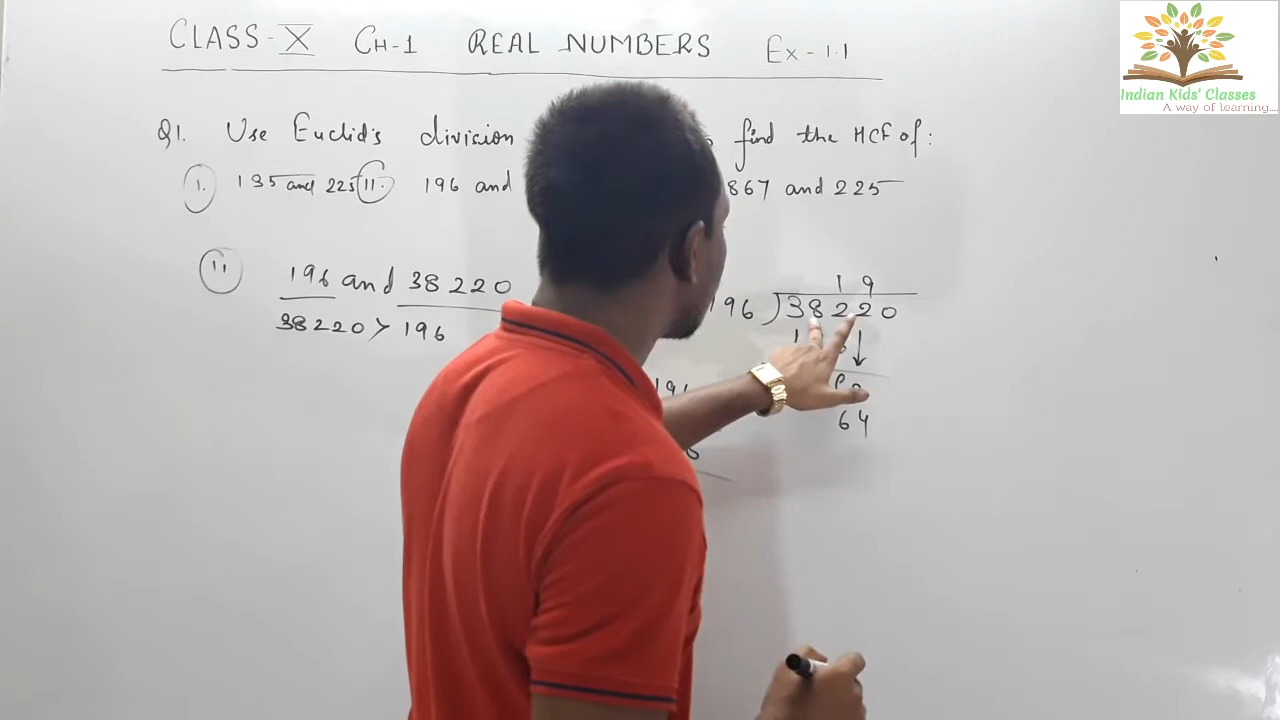 CLASS-X CH-1 REAL NUMBERS Ex-1.1
Indian Kids' Classes
A way of learning....
Q1. Use Euclid's division find the HCF of:
I. 135 and 225 II. 196 and 867 and 225
II 196 and 38220
38220 > 196
19
196 ) 38220
64